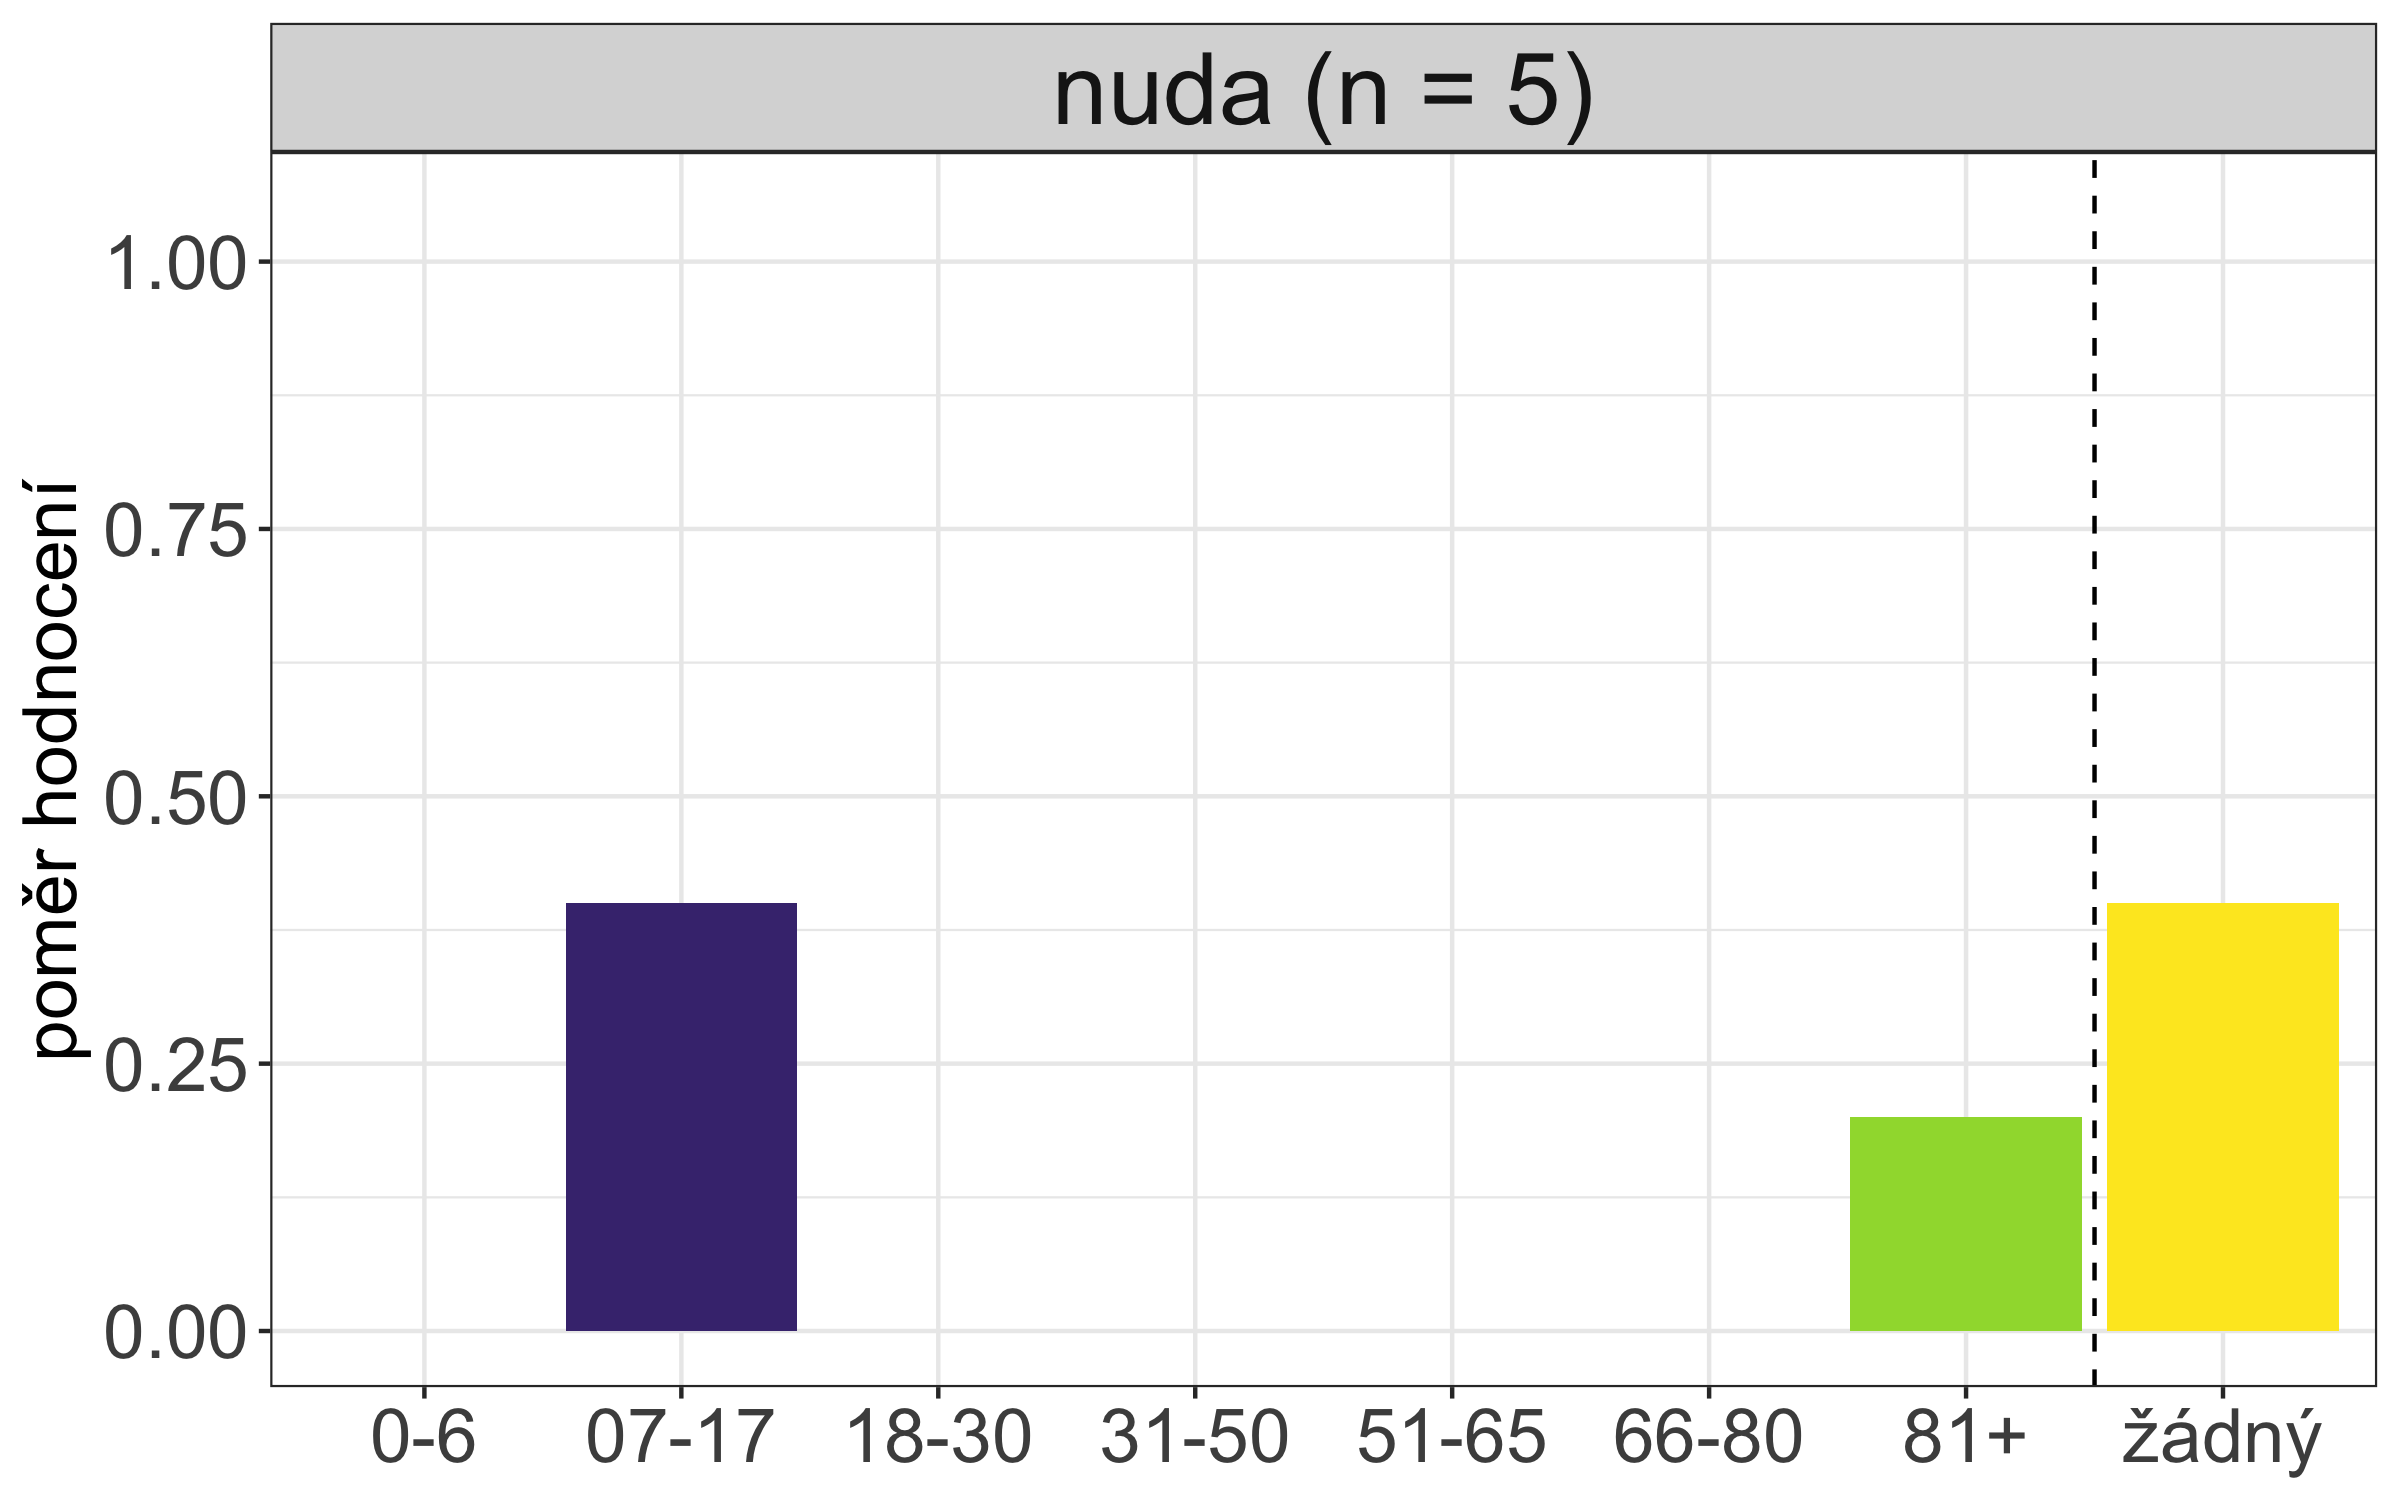 nuda (n = 5)
poměr hodnocení
1.00
0.75
0.50
0.25
0.00
0-6 07-17 18-30 31-50 51-65 66-80 81+ žádný